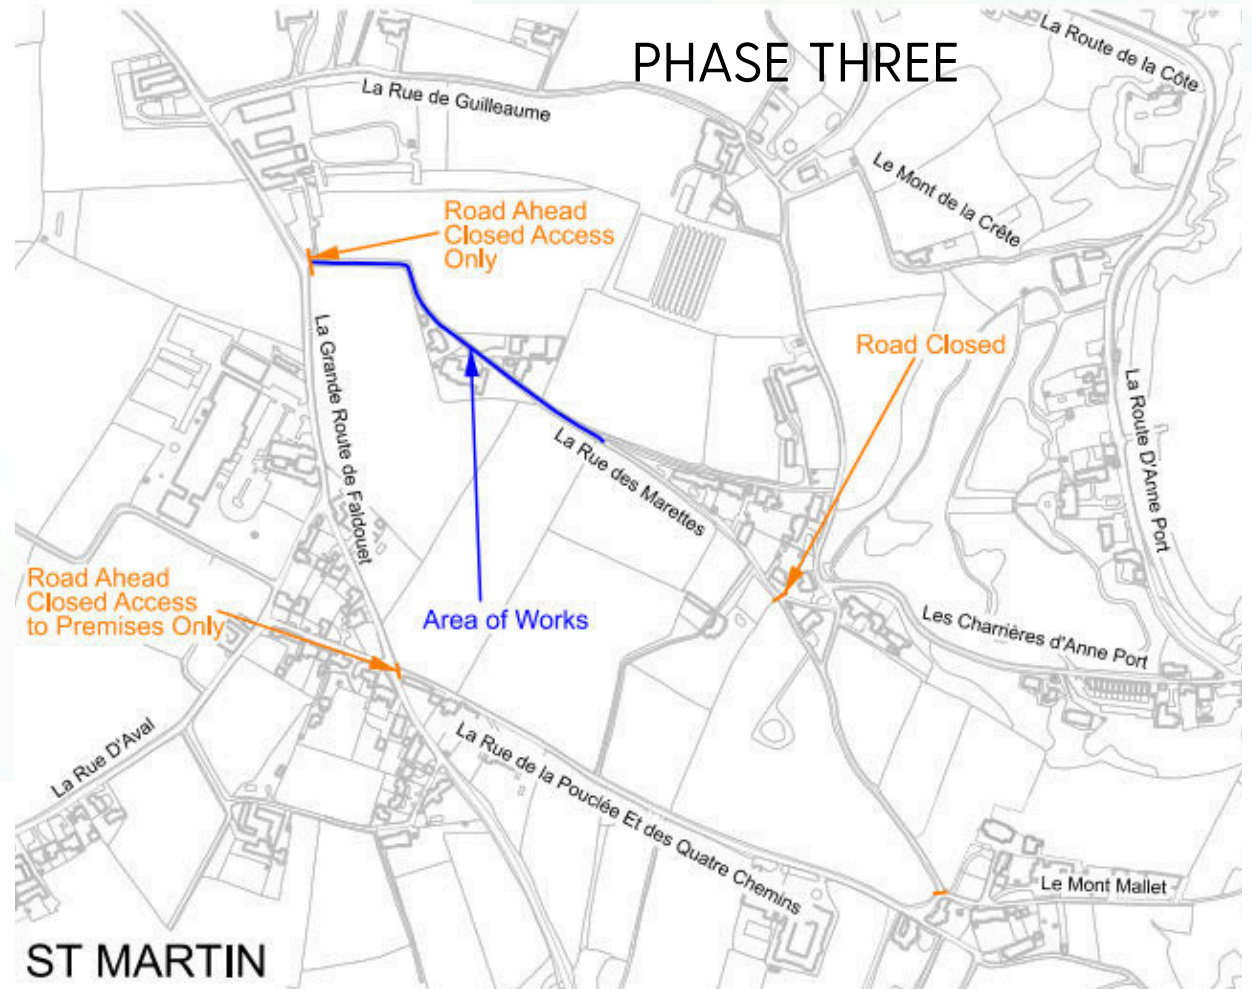 PHASE THREE
La Route de la Côte
La Rue de Guilleaume
Le Mont de la Crête
Road Ahead
Closed Access
Only
La Grande Route de Faldouet
Road Closed
La Route D'Anne Port
La Rue des Marettes
Road Ahead
Closed Access
to Premises Only
Area of Works
Les Charrières d'Anne Port
La Rue D'Aval
La Rue de la Pouclée Et des Quatre Chemins
Le Mont Mallet
ST MARTIN